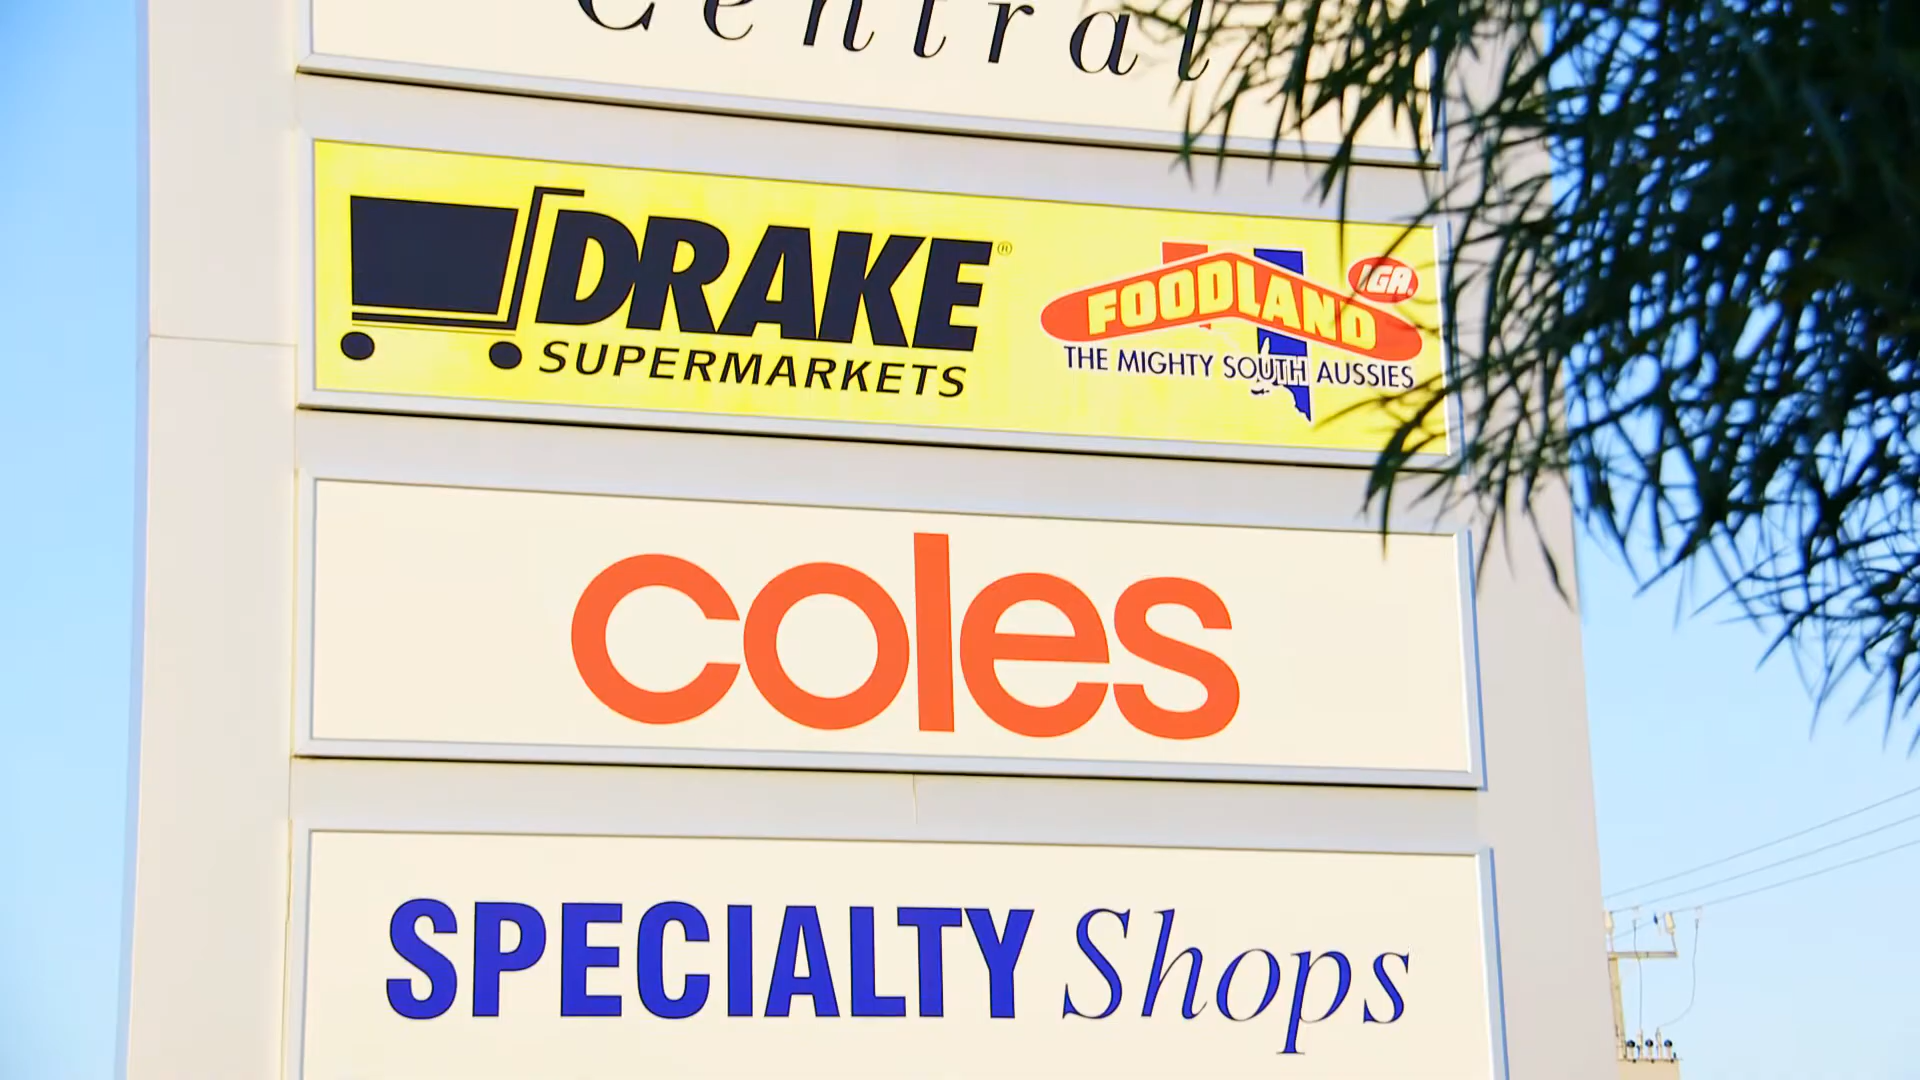 Central
DRAKE®
SUPERMARKETS
FOODLAND
IGA.
THE MIGHTY SOUTH AUSSIES
coles
SPECIALTY Shops